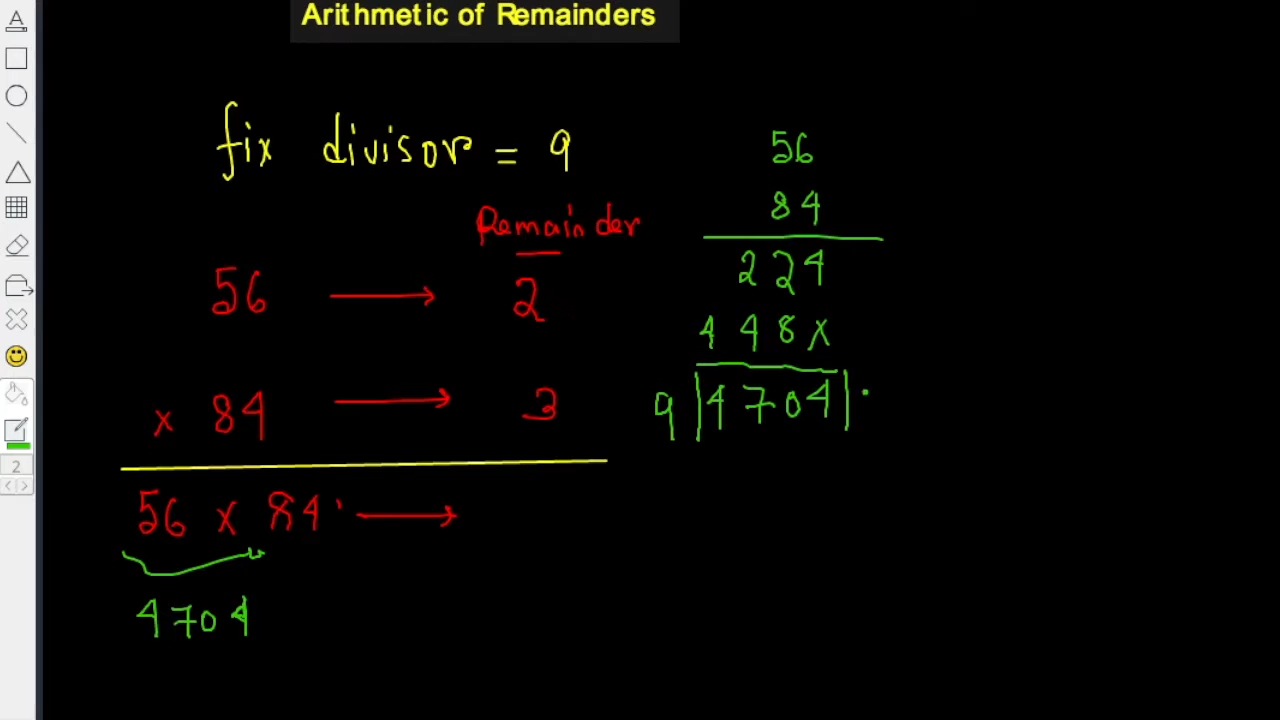 Arithmetic of Remainders
fix divisor = 9
Remainder
56 → 2
x 84 → 3
56 x 84 →
4704
56
84
224
448x
9|4704|